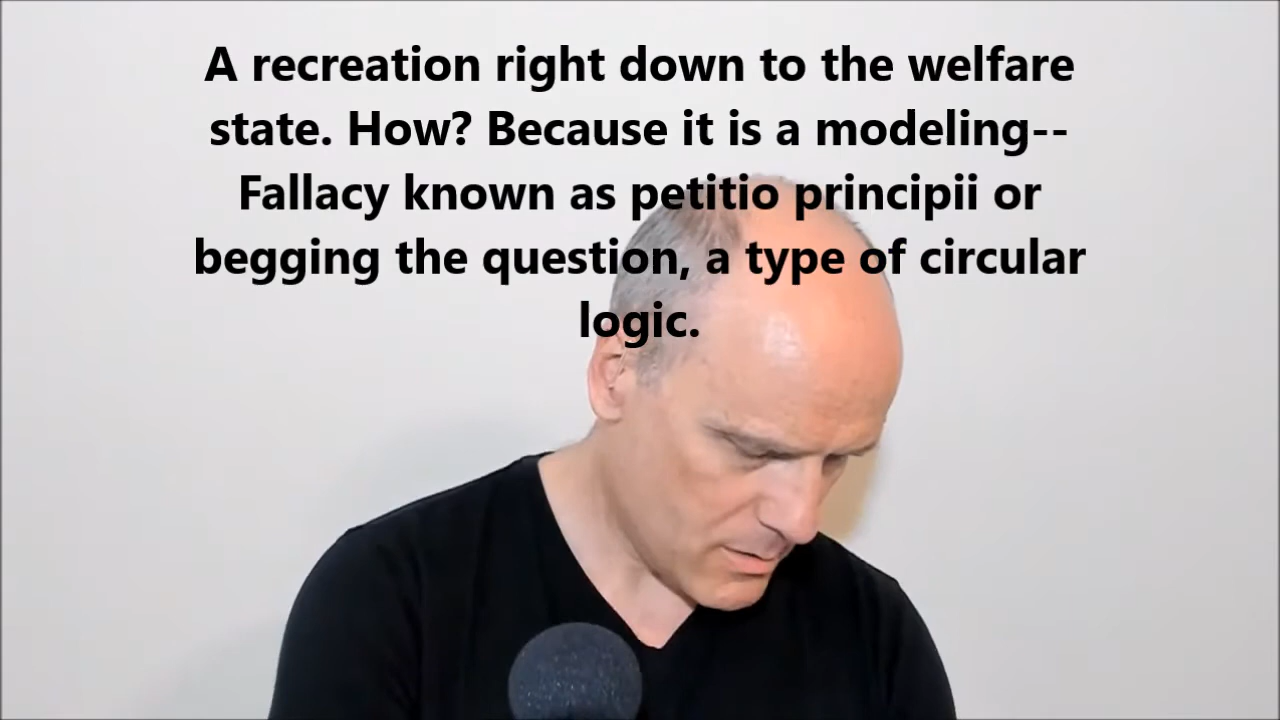 A recreation right down to the welfare
state. How? Because it is a modeling--
Fallacy known as petitio principii or
begging the question, a type of circular
logic.